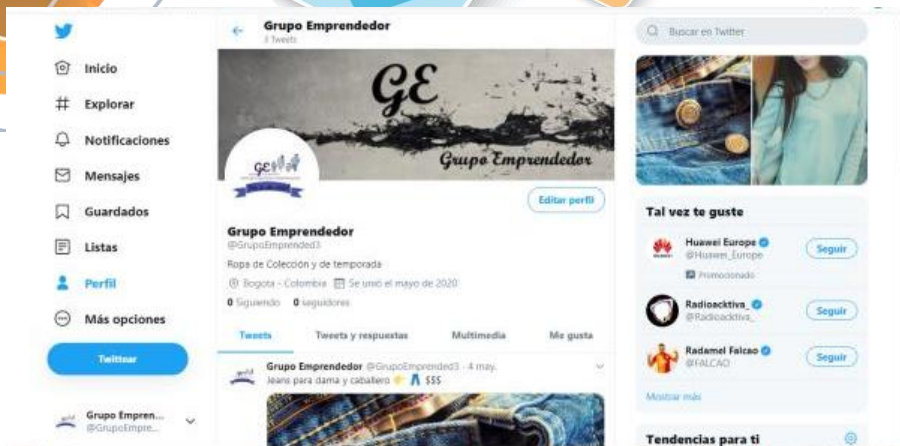 Inicio
Explorar
Notificaciones
Mensajes
Guardados
Listas
Perfil
Más opciones
Twittear
Grupo Empren...
@GrupoEmpre...
Grupo Emprendedor
3 Tweets
GE
Grupo Emprendedor
GE
Editar perfil
Grupo Emprendedor
@GrupoEmprended3
Ropa de Colección y de temporada
Bogota - Colombia Se unió el mayo de 2020
0 Siguiendo 0 seguidores
Tweets Tweets y respuestas Multimedia Me gusta
Grupo Emprendedor @GrupoEmprended3 · 4 may.
Jeans para dama y caballero 👉 👖 $$$
Buscar en Twitter
Tal vez te guste
Huawei Europe
@Huawei_Europe
Seguir
Promocionado
Radioacktiva_
@Radioacktiva_
Seguir
Radamel Falcao
@FALCAO
Seguir
Mostrar más
Tendencias para ti